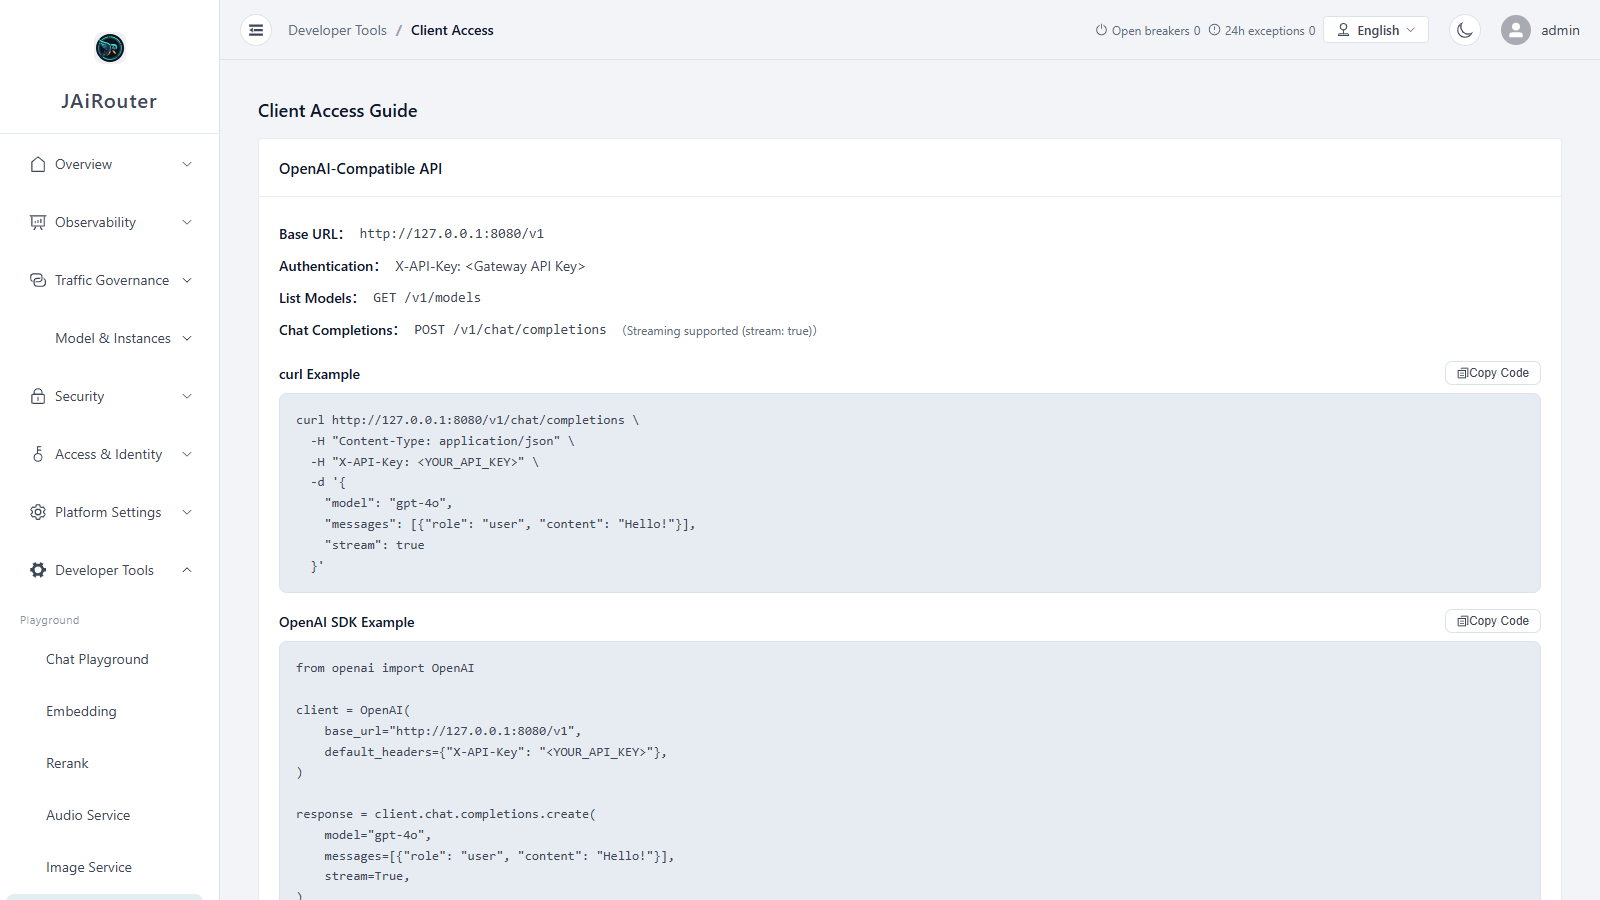 JAiRouter
Overview
Observability
Traffic Governance
Model & Instances
Security
Access & Identity
Platform Settings
Developer Tools
Playground
Chat Playground
Embedding
Rerank
Audio Service
Image Service
Developer Tools / Client Access
Open breakers 0 24h exceptions 0 English admin
Client Access Guide
OpenAI-Compatible API
Base URL： http://127.0.0.1:8080/v1
Authentication： X-API-Key: <Gateway API Key>
List Models： GET /v1/models
Chat Completions： POST /v1/chat/completions （Streaming supported (stream: true)）
curl Example Copy Code
curl http://127.0.0.1:8080/v1/chat/completions \
  -H "Content-Type: application/json" \
  -H "X-API-Key: <YOUR_API_KEY>" \
  -d '{
    "model": "gpt-4o",
    "messages": [{"role": "user", "content": "Hello!"}],
    "stream": true
  }'
OpenAI SDK Example Copy Code
from openai import OpenAI
client = OpenAI(
    base_url="http://127.0.0.1:8080/v1",
    default_headers={"X-API-Key": "<YOUR_API_KEY>"},
)
response = client.chat.completions.create(
    model="gpt-4o",
    messages=[{"role": "user", "content": "Hello!"}],
    stream=True,
)